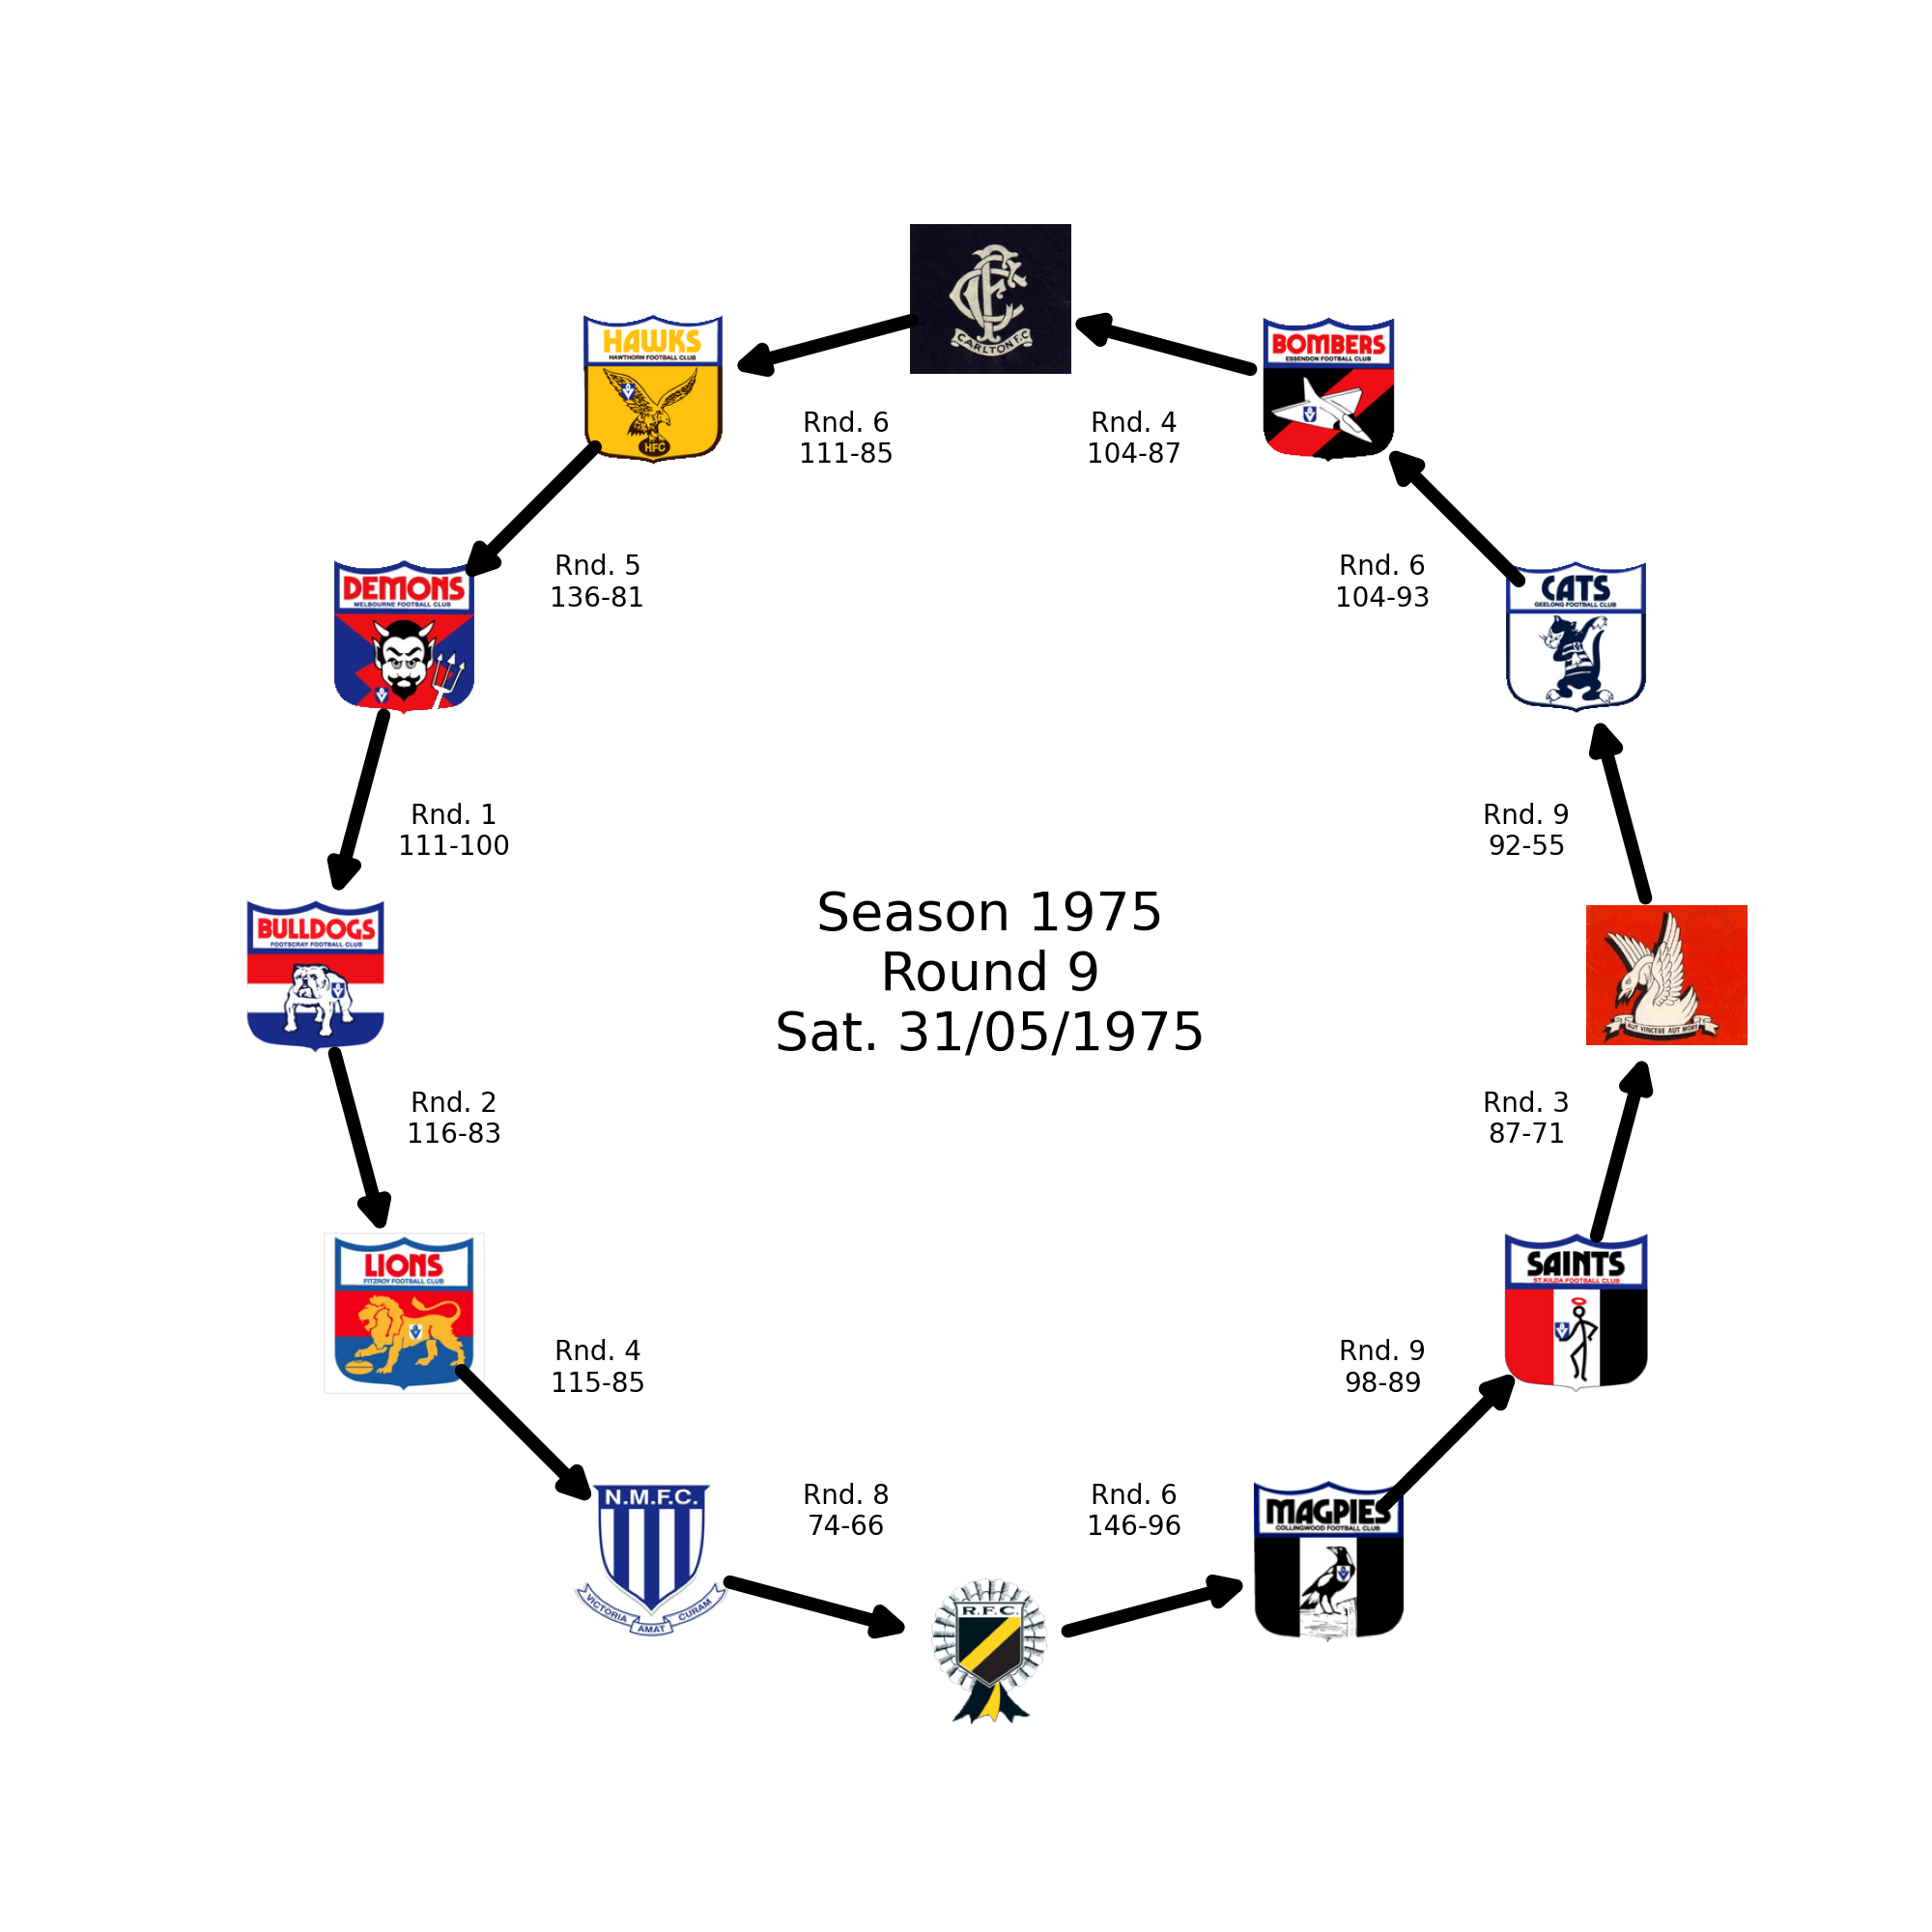 CARLTON F.C
HAWKS
HAWTHORN FOOTBALL CLUB
HFC
BOMBERS
ESSENDON FOOTBALL CLUB
Rnd. 6
111-85
Rnd. 4
104-87
DEMONS
MELBOURNE FOOTBALL CLUB
Rnd. 5
136-81
Rnd. 6
104-93
CATS
GEELONG FOOTBALL CLUB
Rnd. 1
111-100
Rnd. 9
92-55
BULLDOGS
FOOTSCRAY FOOTBALL CLUB
Season 1975
Round 9
Sat. 31/05/1975
AUT VINCERE AUT MORI
Rnd. 2
116-83
Rnd. 3
87-71
LIONS
FITZROY FOOTBALL CLUB
SAINTS
ST.KILDA FOOTBALL CLUB
Rnd. 4
115-85
Rnd. 9
98-89
N.M.F.C.
VICTORIA
AMAT
CURAM
Rnd. 8
74-66
Rnd. 6
146-96
MAGPIES
COLLINGWOOD FOOTBALL CLUB
R.F.C.